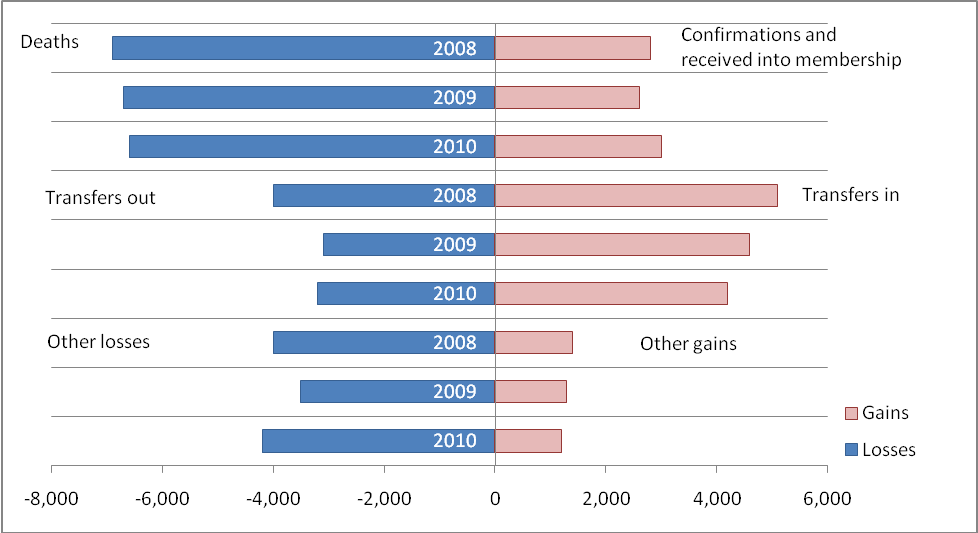 Deaths
2008
Confirmations and
received into membership
2009
2010
Transfers out
2008
Transfers in
2009
2010
Other losses
2008
Other gains
2009
2010
Gains
Losses
-8,000
-6,000
-4,000
-2,000
0
2,000
4,000
6,000